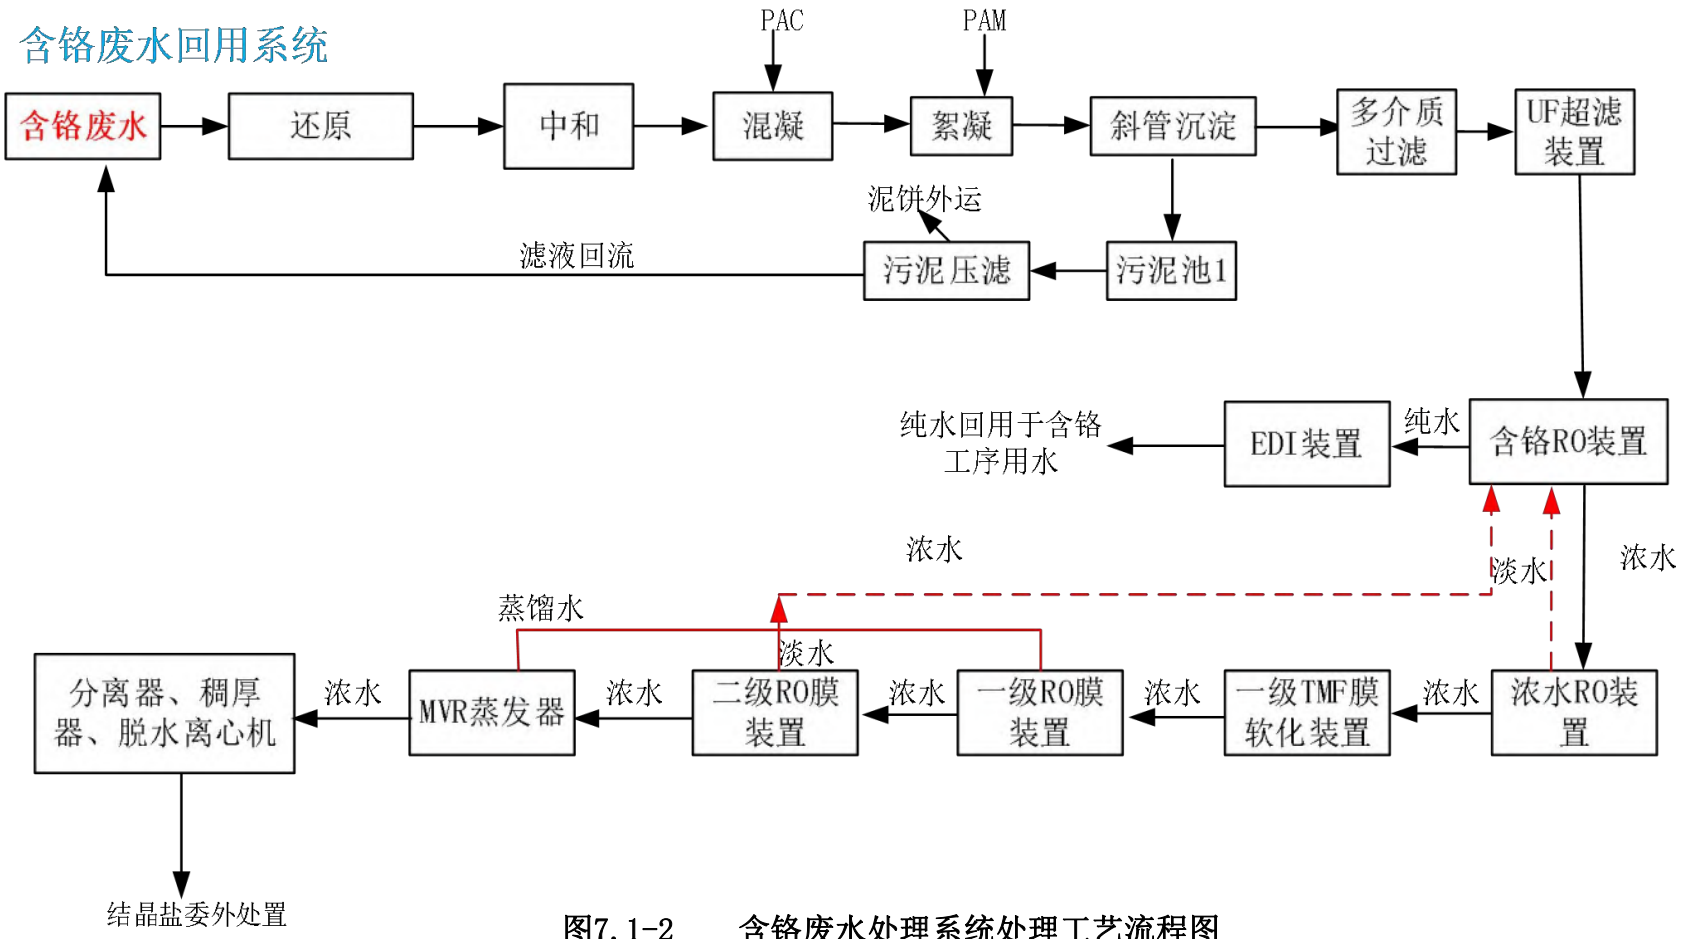 PAC
PAM
含铬废水回用系统
含铬废水
还原
中和
混凝
絮凝
斜管沉淀
多介质
过滤
UF超滤
装置
泥饼外运
滤液回流
污泥压滤
污泥池1
纯水回用于含铬
工序用水
EDI装置
纯水
含铬RO装置
浓水
淡水
浓水
蒸馏水
淡水
分离器、稠厚
器、脱水离心机
浓水
MVR蒸发器
浓水
二级RO膜
装置
浓水
一级RO膜
装置
浓水
一级TMF膜
软化装置
浓水
浓水RO装
置
结晶盐委外处置
图7.1-2 含铬废水处理系统处理工艺流程图